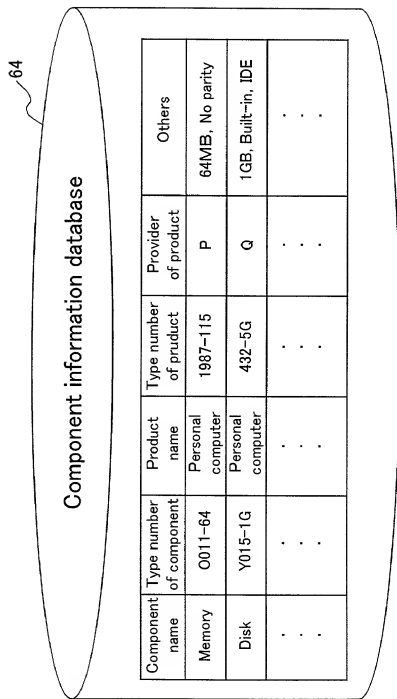 64
Component information database
Component name | Type number of component | Product name | Type number of pruduct | Provider of product | Others
Memory | O011-64 | Personal computer | 1987-115 | P | 64MB, No parity
Disk | Y015-1G | Personal computer | 432-5G | Q | 1GB, Built-in, IDE